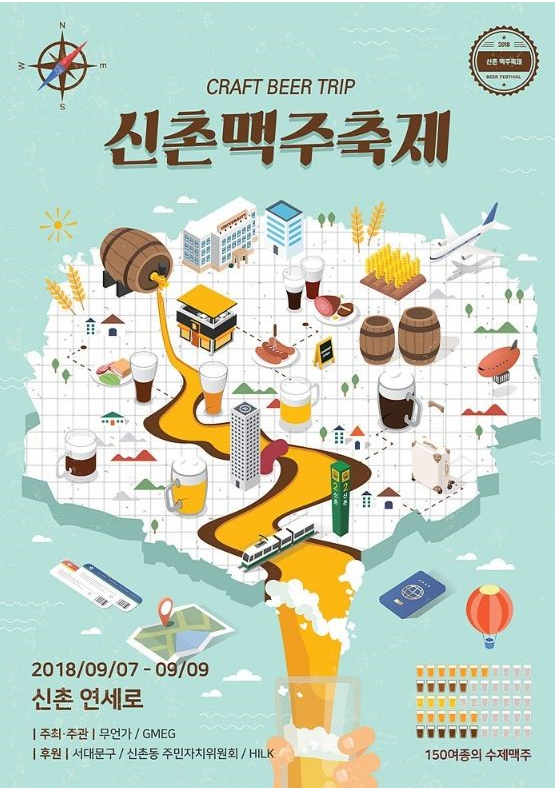 N
W E
S
2018
신촌 맥주축제
BEER FESTIVAL
CRAFT BEER TRIP
신촌맥주축제
2 신촌
2 신촌
2018/09/07 - 09/09
신촌 연세로
| 주최·주관 | 무언가 / GMEG
| 후원 | 서대문구 / 신촌동 주민자치위원회 / HILK
150여종의 수제맥주